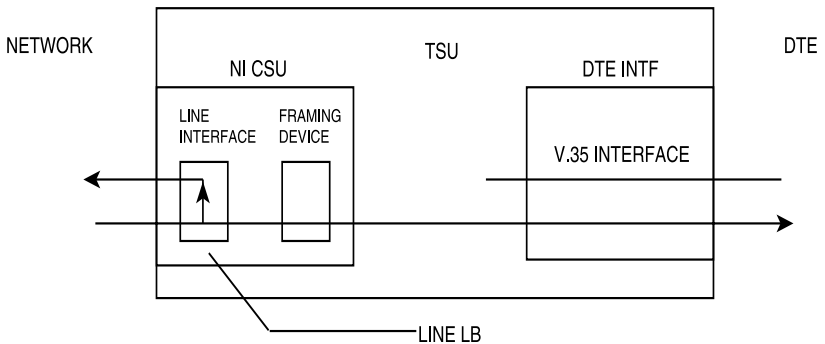 NETWORK
TSU
DTE
NI CSU
DTE INTF
LINE
INTERFACE
FRAMING
DEVICE
V.35 INTERFACE
LINE LB